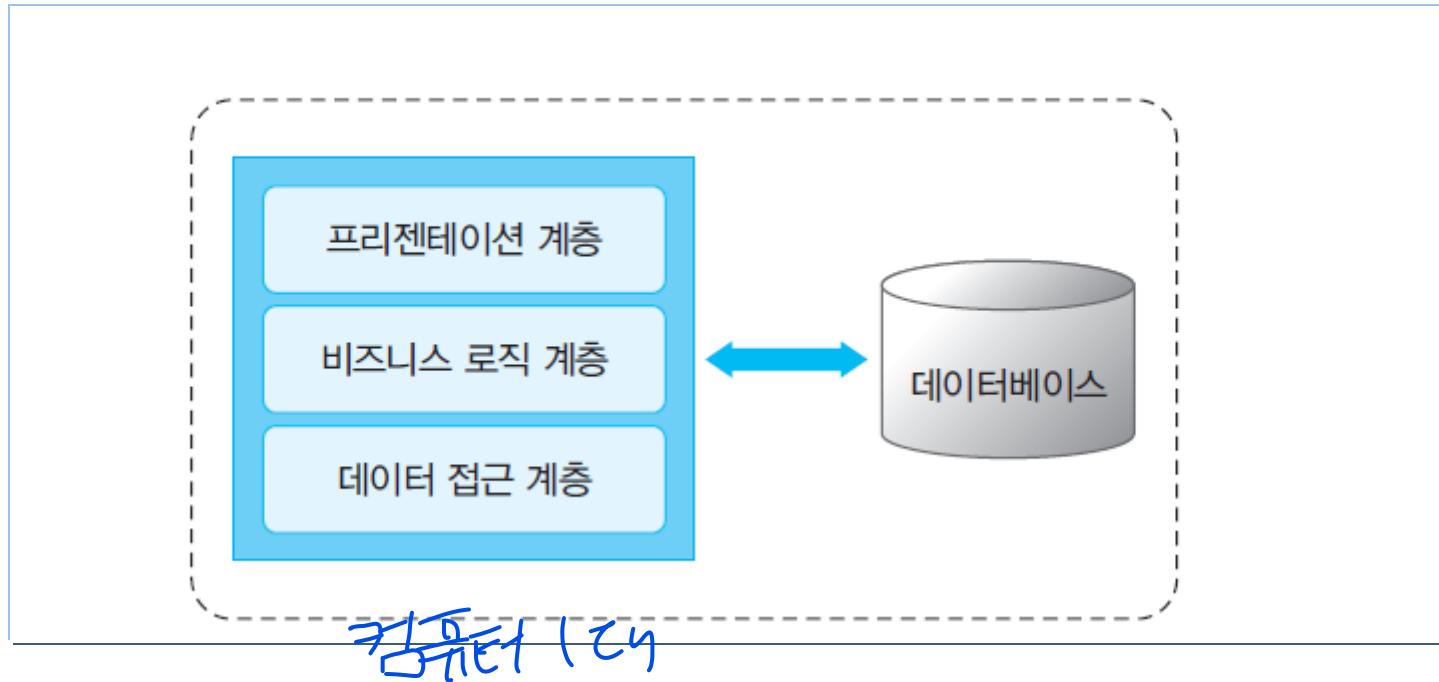 프리젠테이션 계층
비즈니스 로직 계층
데이터 접근 계층
데이터베이스
컴퓨터 1대